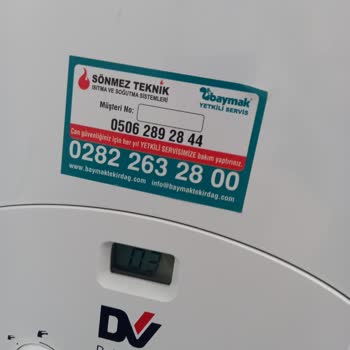 SÖNMEZ TEKNİK
ISITMA VE SOĞUTMA SİSTEMLERİ
baymak
YETKİLİ SERVİS
Müşteri No:
0506 289 28 44
Can güvenliğiniz için her yıl YETKİLİ SERVİSİMİZE bakım yaptırınız.
0282 263 28 00
www.baymaktekirdag.com info@baymaktekirdag.com
03
DV